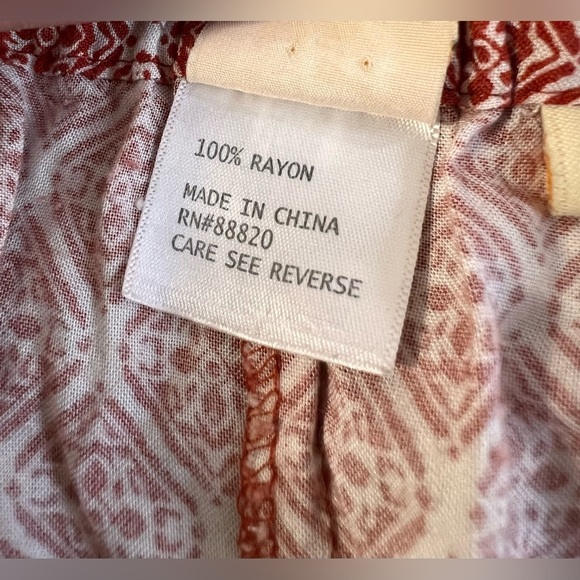 100% RAYON
MADE IN CHINA
RN#88820
CARE SEE REVERSE